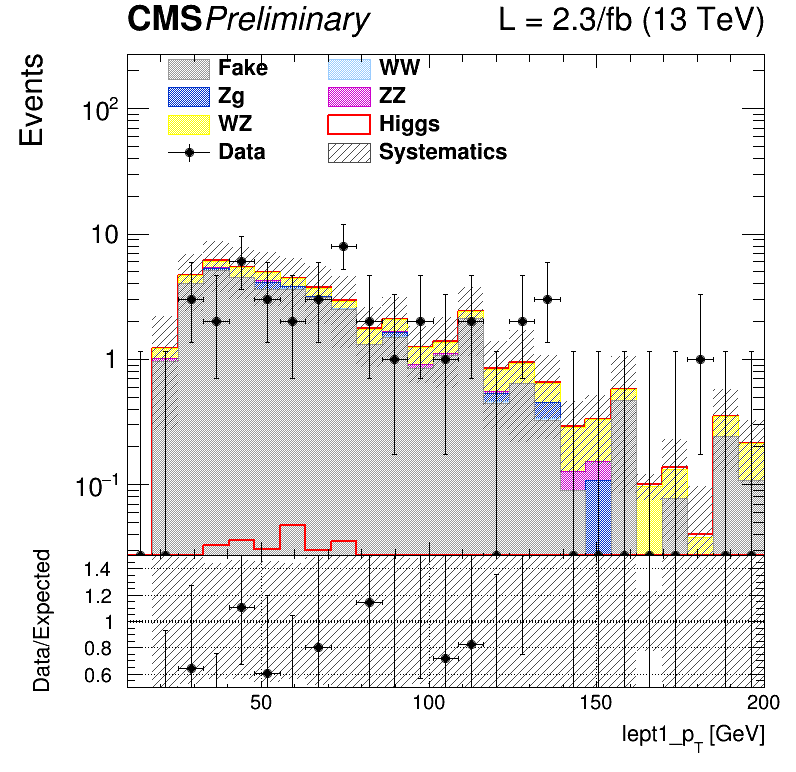 CMS Preliminary L = 2.3/fb (13 TeV)
Events
Fake WW
Zg ZZ
WZ Higgs
Data Systematics
10²
10
1
10⁻¹
Data/Expected
1.4
1.2
1
0.8
0.6
50 100 150 200
lept1_p_T [GeV]